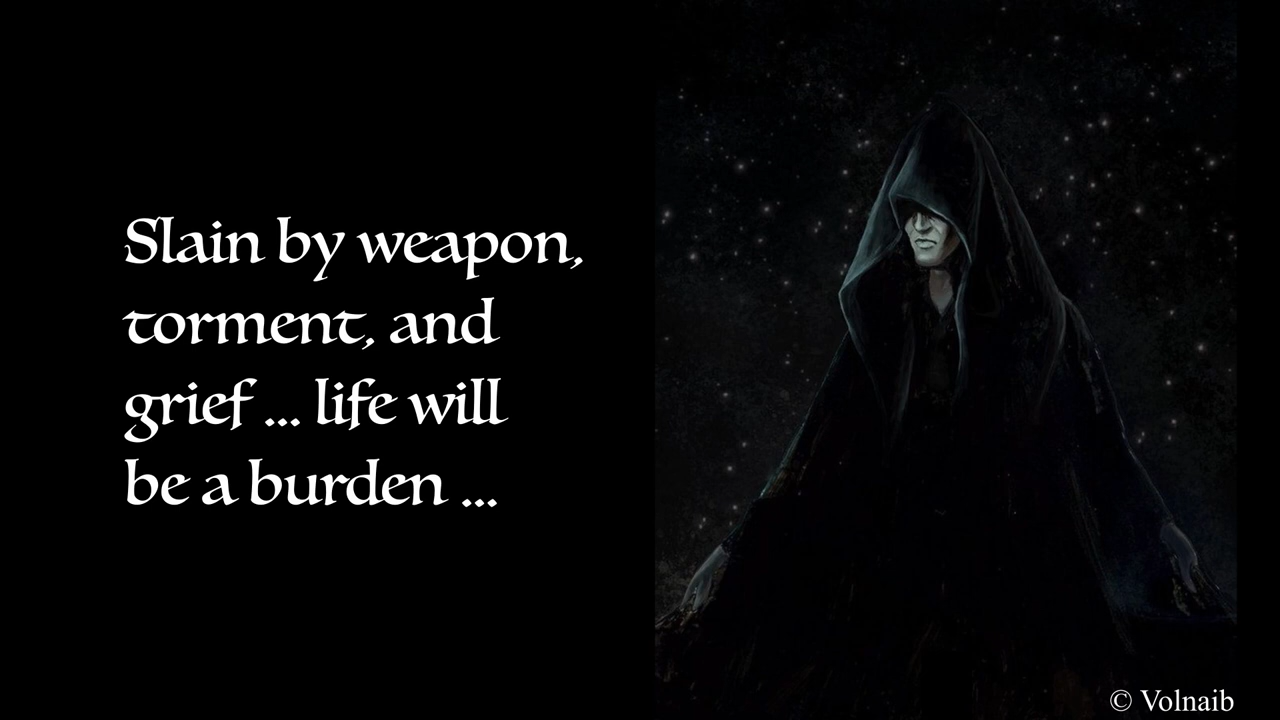 Slain by weapon,
torment, and
grief ... life will
be a burden ...
© Volnaib